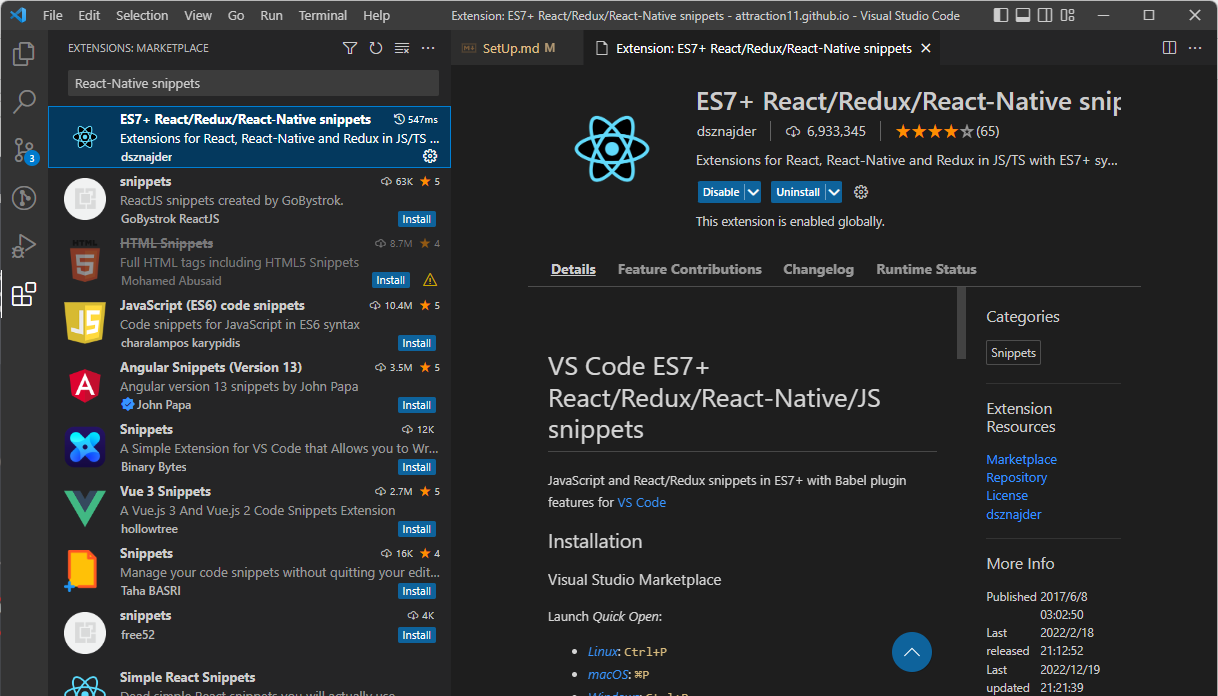 File Edit Selection View Go Run Terminal Help
Extension: ES7+ React/Redux/React-Native snippets - attraction11.github.io - Visual Studio Code
EXTENSIONS: MARKETPLACE
React-Native snippets
3
ES7+ React/Redux/React-Native snippets 547ms
Extensions for React, React-Native and Redux in JS/TS ...
dsznajder
snippets 63K 5
ReactJS snippets created by GoBystrok.
GoBystrok ReactJS Install
HTML Snippets 8.7M 4
Full HTML tags including HTML5 Snippets
Mohamed Abusaid Install
JavaScript (ES6) code snippets 10.4M 5
Code snippets for JavaScript in ES6 syntax
charalampos karypidis Install
Angular Snippets (Version 13) 3.5M 5
Angular version 13 snippets by John Papa
John Papa Install
Snippets 12K
A Simple Extension for VS Code that Allows you to Wr...
Binary Bytes Install
Vue 3 Snippets 2.7M 5
A Vue.js 3 And Vue.js 2 Code Snippets Extension
hollowtree Install
Snippets 16K 4
Manage your code snippets without quitting your edit...
Taha BASRI Install
snippets 4K
free52 Install
Simple React Snippets
Dead simple React snippets you will actually use
HTML
5
JS
A
SetUp.md M
Extension: ES7+ React/Redux/React-Native snippets
ES7+ React/Redux/React-Native snip
dsznajder 6,933,345 (65)
Extensions for React, React-Native and Redux in JS/TS with ES7+ sy...
Disable Uninstall
This extension is enabled globally.
Details Feature Contributions Changelog Runtime Status
VS Code ES7+
React/Redux/React-Native/JS
snippets
JavaScript and React/Redux snippets in ES7+ with Babel plugin
features for VS Code
Installation
Visual Studio Marketplace
Launch Quick Open:
Linux: Ctrl+P
macOS: ⌘P
Windows: Ctrl+P
Categories
Snippets
Extension
Resources
Marketplace
Repository
License
dsznajder
More Info
Published 2017/6/8
03:02:50
Last 2022/2/18
released 21:12:52
Last 2022/12/19
updated 21:21:39